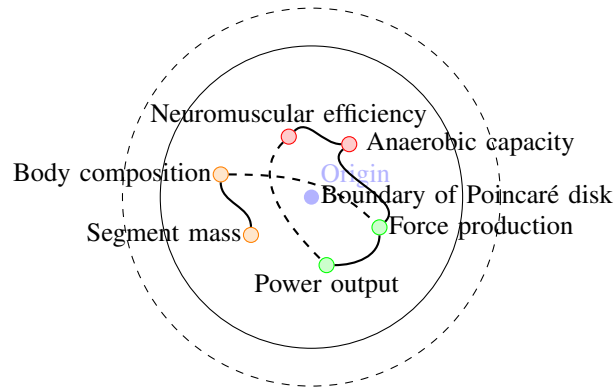 Neuromuscular efficiency
Anaerobic capacity
Body composition
Origin
Boundary of Poincaré disk
Force production
Segment mass
Power output